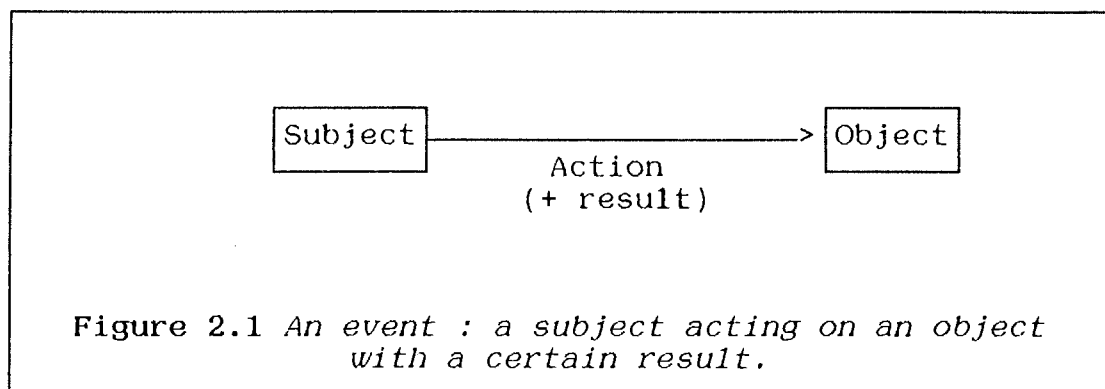 Subject > Object
Action
(+ result)
Figure 2.1 An event : a subject acting on an object
with a certain result.